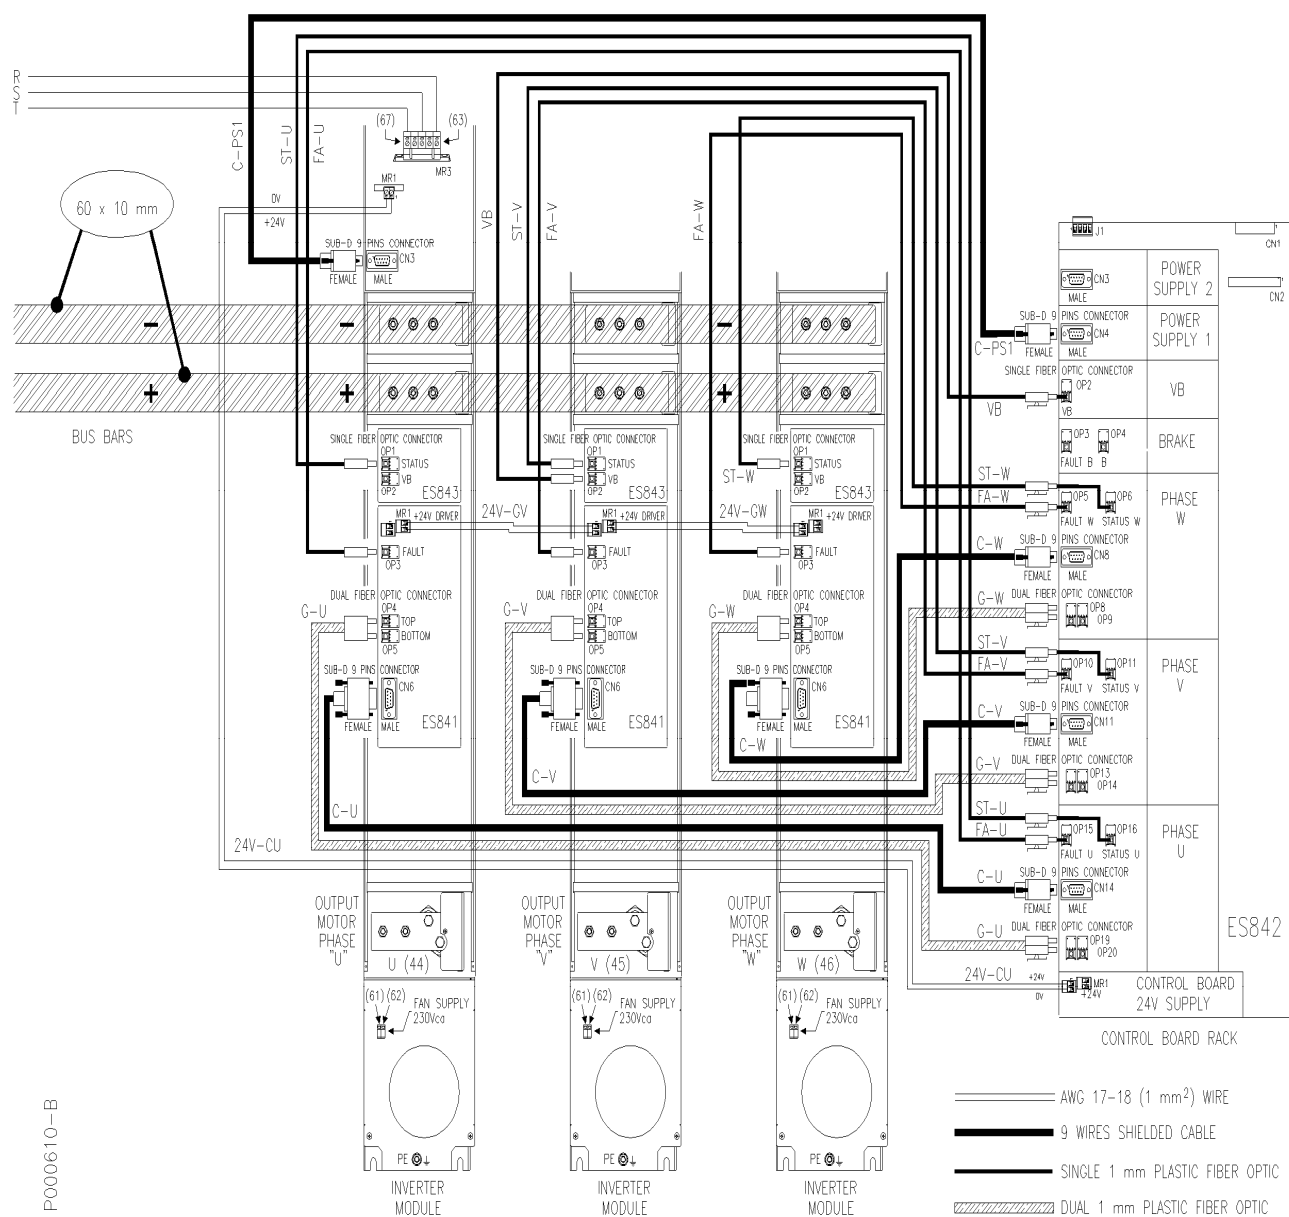 R
S
T
C-PS1
ST-U
FA-U
(67)
(63)
MR3
MR1
0V
+24V
60 x 10 mm
SUB-D 9 PINS CONNECTOR
CN3
FEMALE
MALE
VB
ST-V
FA-V
FA-W
-
-
-
+
+
+
BUS BARS
SINGLE FIBER OPTIC CONNECTOR
OP1
STATUS
VB
OP2
ES843
MR1 +24V DRIVER
FAULT
OP3
DUAL FIBER OPTIC CONNECTOR
OP4
TOP
BOTTOM
OP5
G-U
SUB-D 9 PINS CONNECTOR
CN6
FEMALE
MALE
ES841
C-U
24V-CU
24V-GV
SINGLE FIBER OPTIC CONNECTOR
OP1
STATUS
VB
OP2
ES843
MR1 +24V DRIVER
FAULT
OP3
DUAL FIBER OPTIC CONNECTOR
OP4
TOP
BOTTOM
OP5
G-V
SUB-D 9 PINS CONNECTOR
CN6
FEMALE
MALE
ES841
C-V
24V-GW
ST-W
SINGLE FIBER OPTIC CONNECTOR
OP1
STATUS
VB
OP2
ES843
MR1 +24V DRIVER
FAULT
OP3
DUAL FIBER OPTIC CONNECTOR
OP4
TOP
BOTTOM
OP5
G-W
SUB-D 9 PINS CONNECTOR
CN6
FEMALE
MALE
ES841
C-W
J1
CN1
CN2
CN3
MALE
POWER
SUPPLY 2
SUB-D 9 PINS CONNECTOR
CN4
C-PS1
FEMALE
MALE
POWER
SUPPLY 1
SINGLE FIBER OPTIC CONNECTOR
OP2
VB
VB
VB
OP3
OP4
FAULT B
B
BRAKE
ST-W
FA-W
OP5
OP6
FAULT W
STATUS W
PHASE
W
C-W
SUB-D 9 PINS CONNECTOR
CN8
FEMALE
MALE
G-W
DUAL FIBER OPTIC CONNECTOR
OP8
OP9
ST-V
FA-V
OP10
OP11
FAULT V
STATUS V
PHASE
V
C-V
SUB-D 9 PINS CONNECTOR
CN11
FEMALE
MALE
G-V
DUAL FIBER OPTIC CONNECTOR
OP13
OP14
ST-U
FA-U
OP15
OP16
FAULT U
STATUS U
PHASE
U
C-U
SUB-D 9 PINS CONNECTOR
CN14
FEMALE
MALE
G-U
DUAL FIBER OPTIC CONNECTOR
OP19
OP20
ES842
24V-CU
+24V
0V
MR1
+24V
CONTROL BOARD
24V SUPPLY
CONTROL BOARD RACK
OUTPUT
MOTOR
PHASE
"U"
U (44)
(61)
(62)
FAN SUPPLY
230Vca
PE
INVERTER
MODULE
OUTPUT
MOTOR
PHASE
"V"
V (45)
(61)
(62)
FAN SUPPLY
230Vca
PE
INVERTER
MODULE
OUTPUT
MOTOR
PHASE
"W"
W (46)
(61)
(62)
FAN SUPPLY
230Vca
PE
INVERTER
MODULE
AWG 17-18 (1 mm²) WIRE
9 WIRES SHIELDED CABLE
SINGLE 1 mm PLASTIC FIBER OPTIC
DUAL 1 mm PLASTIC FIBER OPTIC
P000610-B